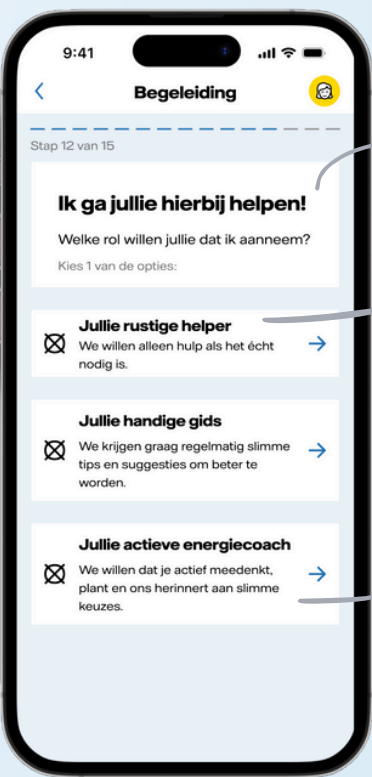 9:41
Begeleiding
Stap 12 van 15
Ik ga jullie hierbij helpen!
Welke rol willen jullie dat ik aanneem?
Kies 1 van de opties:
Jullie rustige helper
We willen alleen hulp als het écht
nodig is.
Jullie handige gids
We krijgen graag regelmatig slimme
tips en suggesties om beter te
worden.
Jullie actieve energiecoach
We willen dat je actief meedenkt,
plant en ons herinnert aan slimme
keuzes.